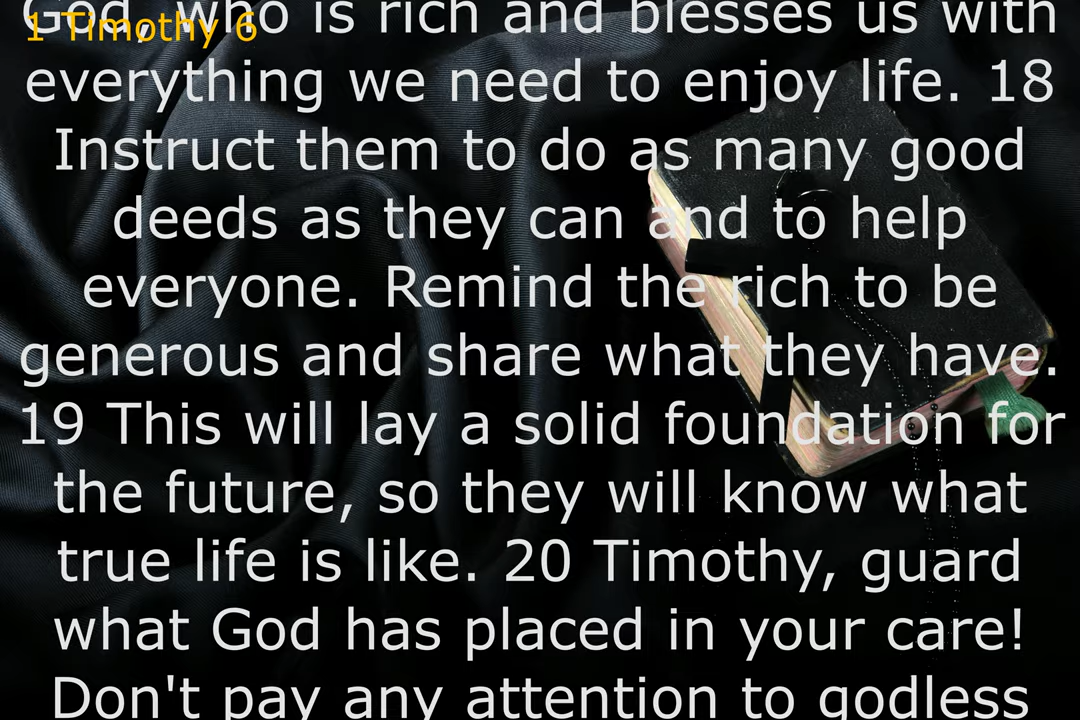 1 Timothy 6
God, who is rich and blesses us with
everything we need to enjoy life. 18
Instruct them to do as many good
deeds as they can and to help
everyone. Remind the rich to be
generous and share what they have.
19 This will lay a solid foundation for
the future, so they will know what
true life is like. 20 Timothy, guard
what God has placed in your care!
Don't pay any attention to godless